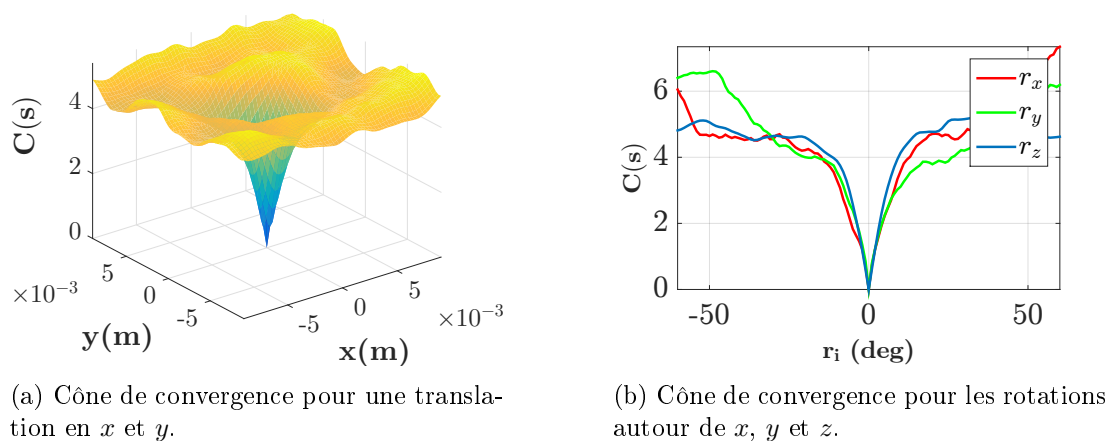 C(s)
4
2
0
5
0
-5
×10⁻³
y(m)
-5
0
5
×10⁻³
x(m)
(a) Cône de convergence pour une transla-
tion en x et y.
C(s)
6
4
2
0
-50
0
50
r_i (deg)
r_x
r_y
r_z
(b) Cône de convergence pour les rotations
autour de x, y et z.